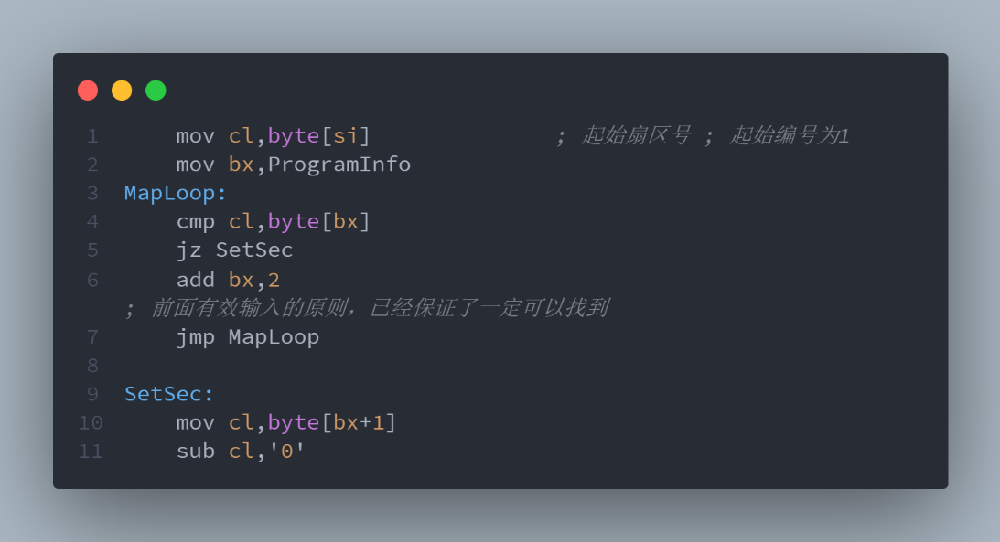 1 mov cl,byte[si] ; 起始扇区号 ; 起始编号为1
2 mov bx,ProgramInfo
3 MapLoop:
4 cmp cl,byte[bx]
5 jz SetSec
6 add bx,2
; 前面有效输入的原则，已经保证了一定可以找到
7 jmp MapLoop
8
9 SetSec:
10 mov cl,byte[bx+1]
11 sub cl,'0'